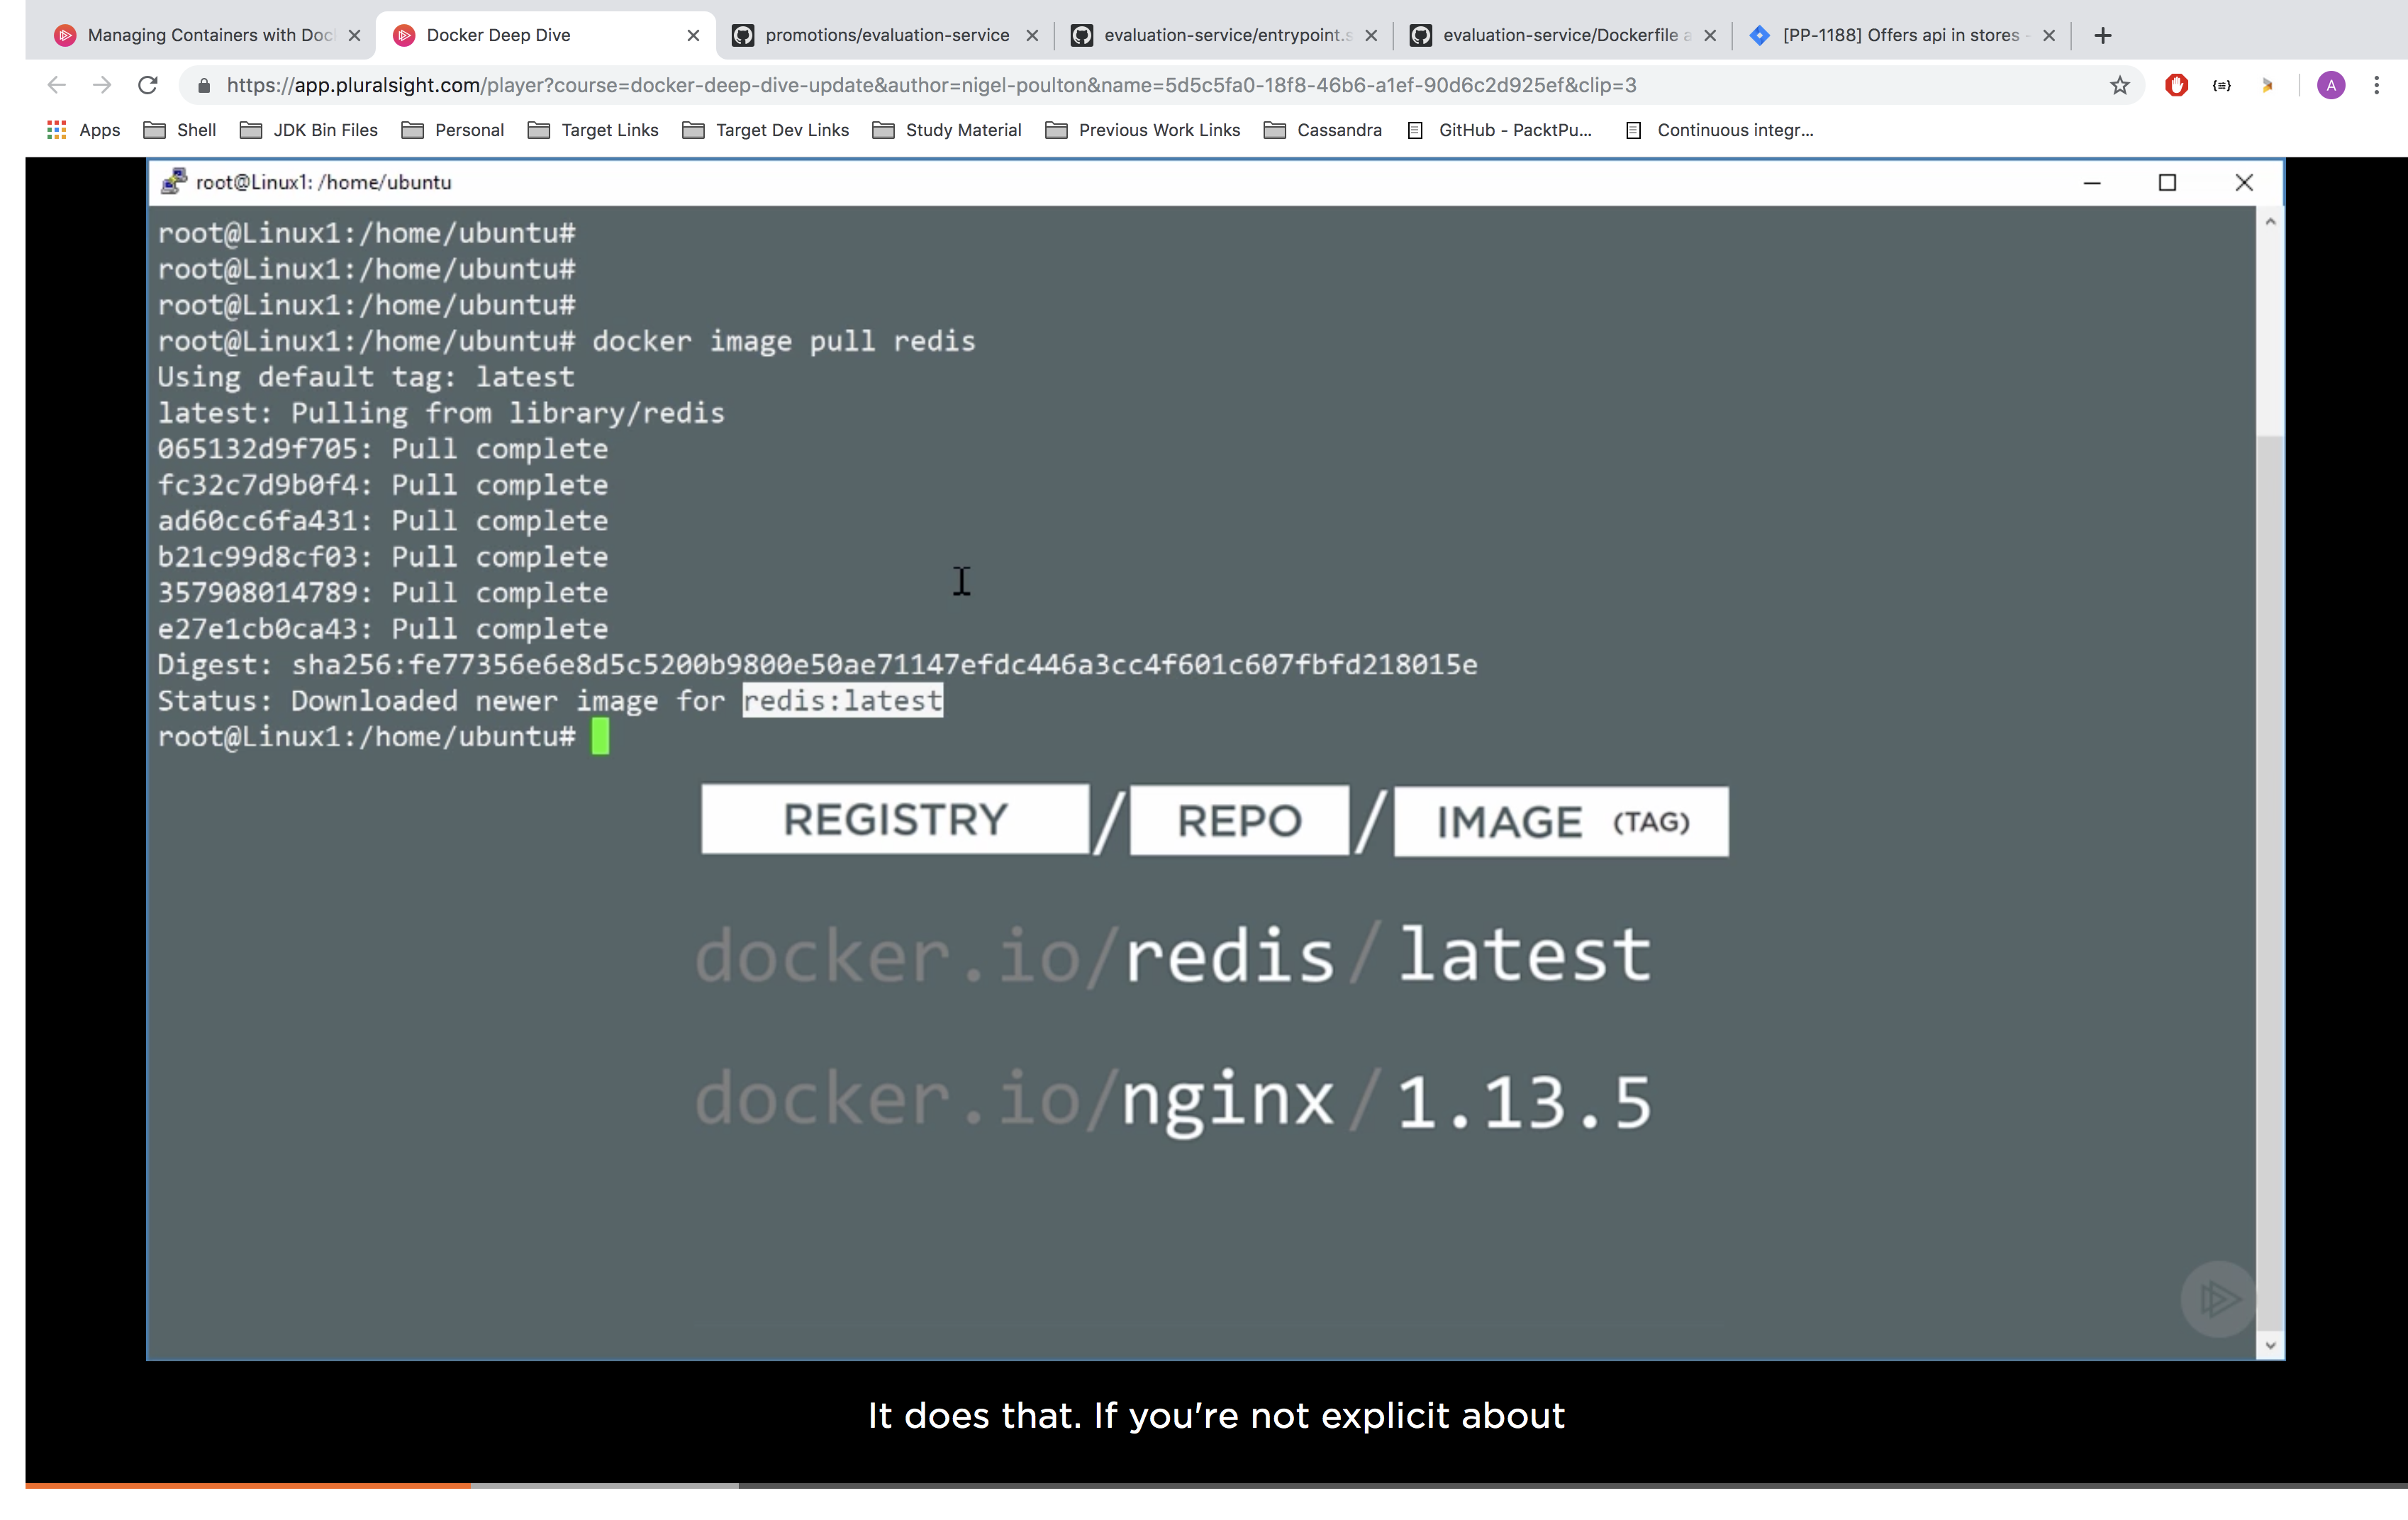 Managing Containers with Doc
Docker Deep Dive
promotions/evaluation-service
evaluation-service/entrypoint.s
evaluation-service/Dockerfile a
[PP-1188] Offers api in stores -
https://app.pluralsight.com/player?course=docker-deep-dive-update&author=nigel-poulton&name=5d5c5fa0-18f8-46b6-a1ef-90d6c2d925ef&clip=3
A
Apps
Shell
JDK Bin Files
Personal
Target Links
Target Dev Links
Study Material
Previous Work Links
Cassandra
GitHub - PacktPu...
Continuous integr...
root@Linux1: /home/ubuntu
root@Linux1:/home/ubuntu#
root@Linux1:/home/ubuntu#
root@Linux1:/home/ubuntu#
root@Linux1:/home/ubuntu# docker image pull redis
Using default tag: latest
latest: Pulling from library/redis
065132d9f705: Pull complete
fc32c7d9b0f4: Pull complete
ad60cc6fa431: Pull complete
b21c99d8cf03: Pull complete
357908014789: Pull complete
e27e1cb0ca43: Pull complete
Digest: sha256:fe77356e6e8d5c5200b9800e50ae71147efdc446a3cc4f601c607fbfd218015e
Status: Downloaded newer image for redis:latest
root@Linux1:/home/ubuntu#
REGISTRY / REPO / IMAGE (TAG)
docker.io/redis/latest
docker.io/nginx/1.13.5
It does that. If you're not explicit about